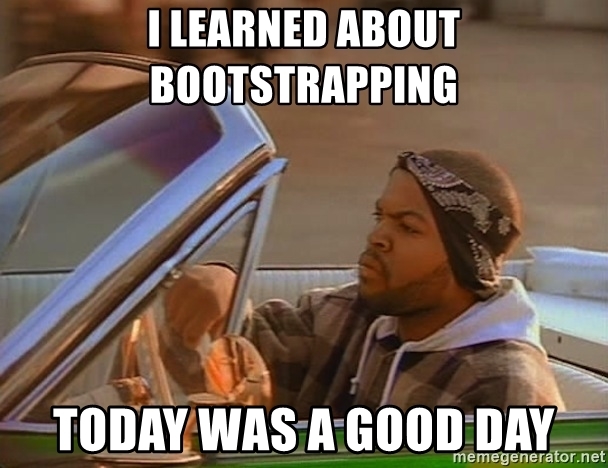 I LEARNED ABOUT
BOOTSTRAPPING
TODAY WAS A GOOD DAY
memegenerator.net